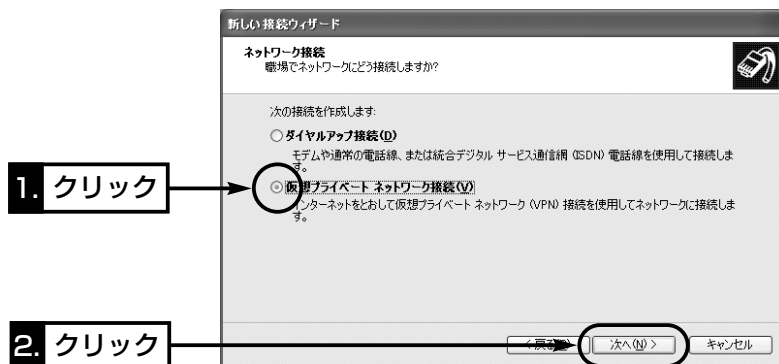 新しい接続ウィザード
ネットワーク接続
職場でネットワークにどう接続しますか?
次の接続を作成します:
ダイヤルアップ接続(D)
モデムや通常の電話線、または統合デジタル サービス通信網 (ISDN) 電話線を使用して接続しま
す。
1. クリック
仮想プライベート ネットワーク接続(V)
インターネットをとおして仮想プライベート ネットワーク (VPN) 接続を使用してネットワークに接続しま
す。
2. クリック
< 戻る(B)
次へ(N) >
キャンセル